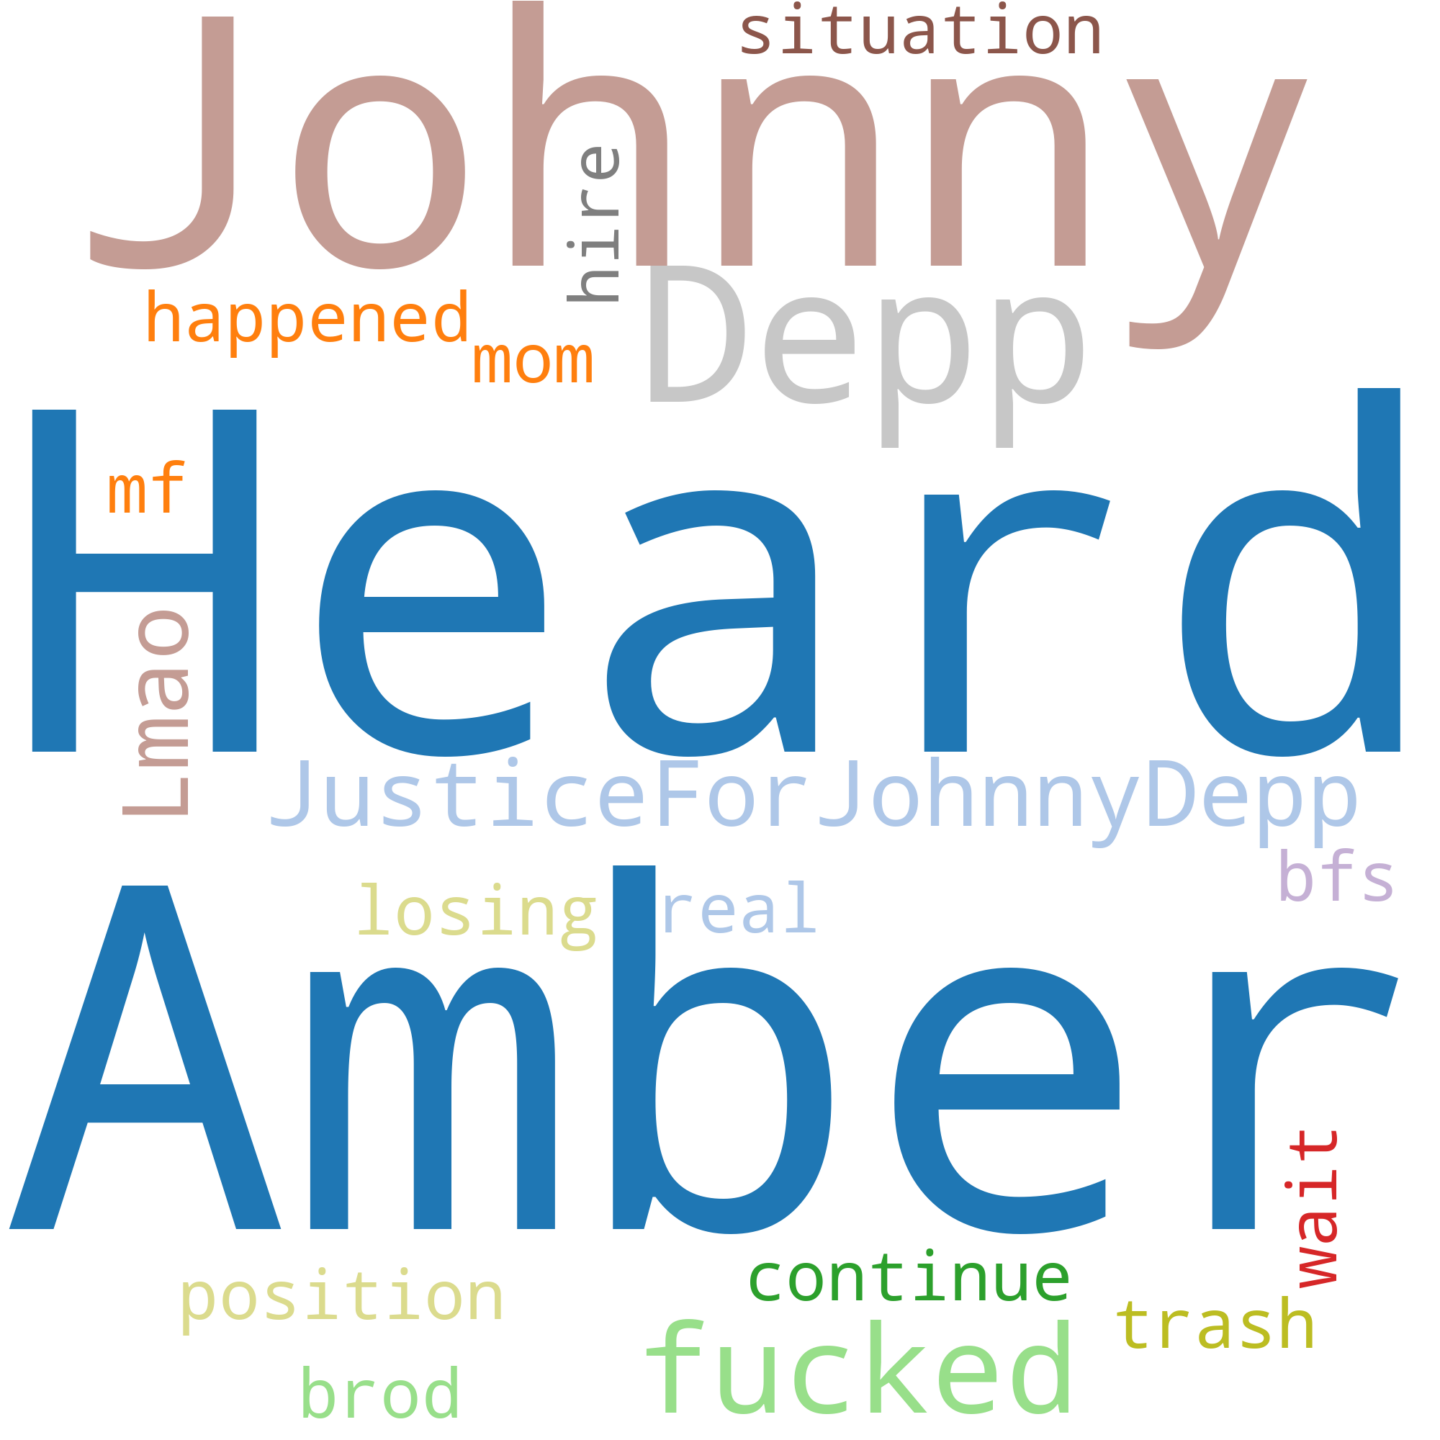 situation
Johnny
hire
Depp
happened
mom
Heard
mf
Lmao
JusticeForJohnnyDepp
bfs
losing
real
Amber
wait
position
continue
trash
fucked
brod